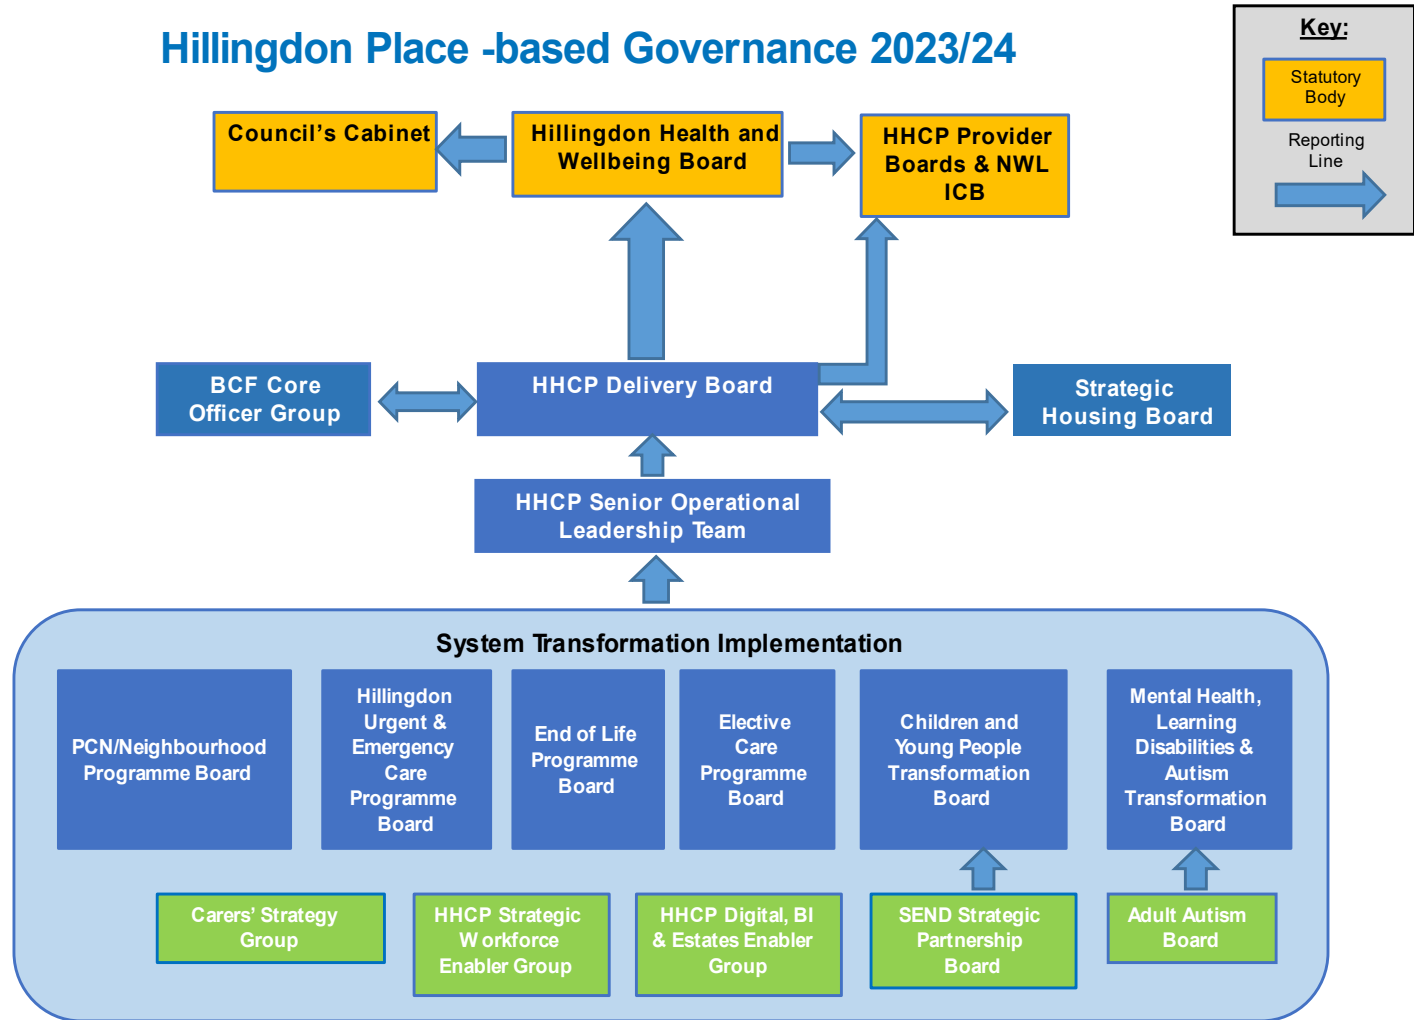 Hillingdon Place -based Governance 2023/24
Key:
Statutory
Body
Reporting
Line
Council's Cabinet
Hillingdon Health and
Wellbeing Board
HHCP Provider
Boards & NWL
ICB
BCF Core
Officer Group
HHCP Delivery Board
Strategic
Housing Board
HHCP Senior Operational
Leadership Team
System Transformation Implementation
PCN/Neighbourhood
Programme Board
Hillingdon
Urgent &
Emergency
Care
Programme
Board
End of Life
Programme
Board
Elective
Care
Programme
Board
Children and
Young People
Transformation
Board
Mental Health,
Learning
Disabilities &
Autism
Transformation
Board
Carers' Strategy
Group
HHCP Strategic
Workforce
Enabler Group
HHCP Digital, BI
& Estates Enabler
Group
SEND Strategic
Partnership
Board
Adult Autism
Board